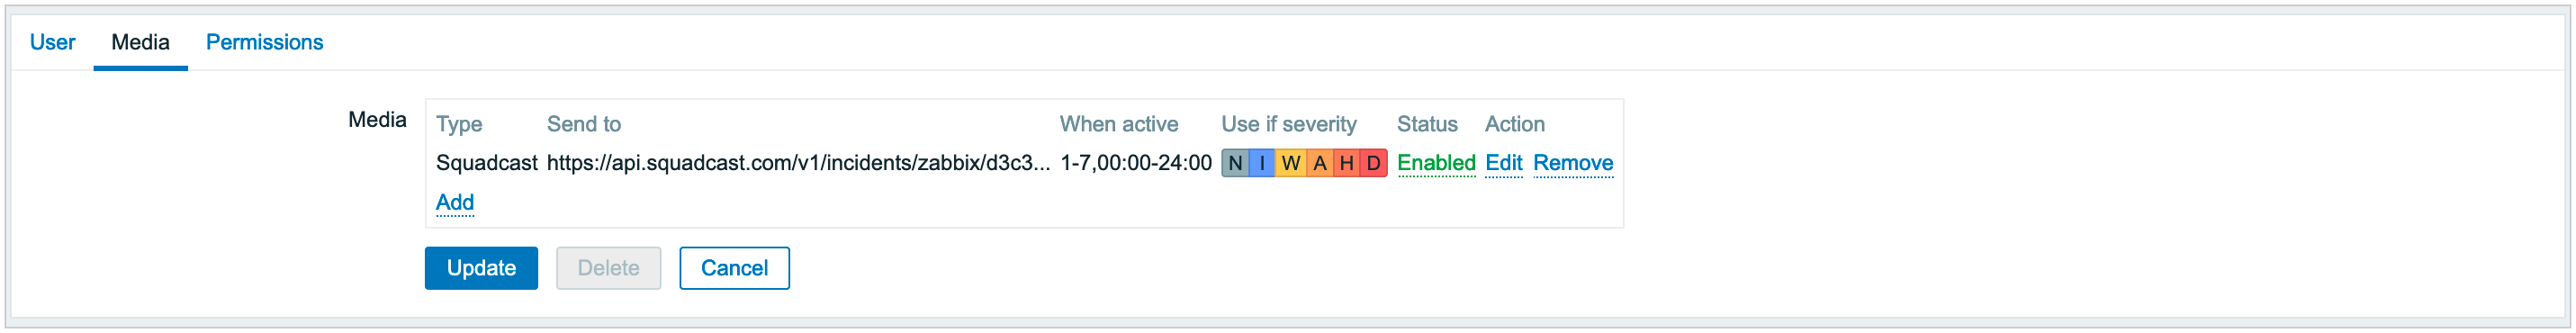 User Media Permissions
Media Type Send to When active Use if severity Status Action
Squadcast https://api.squadcast.com/v1/incidents/zabbix/d3c3... 1-7,00:00-24:00 N I W A H D Enabled Edit Remove
Add
Update Delete Cancel